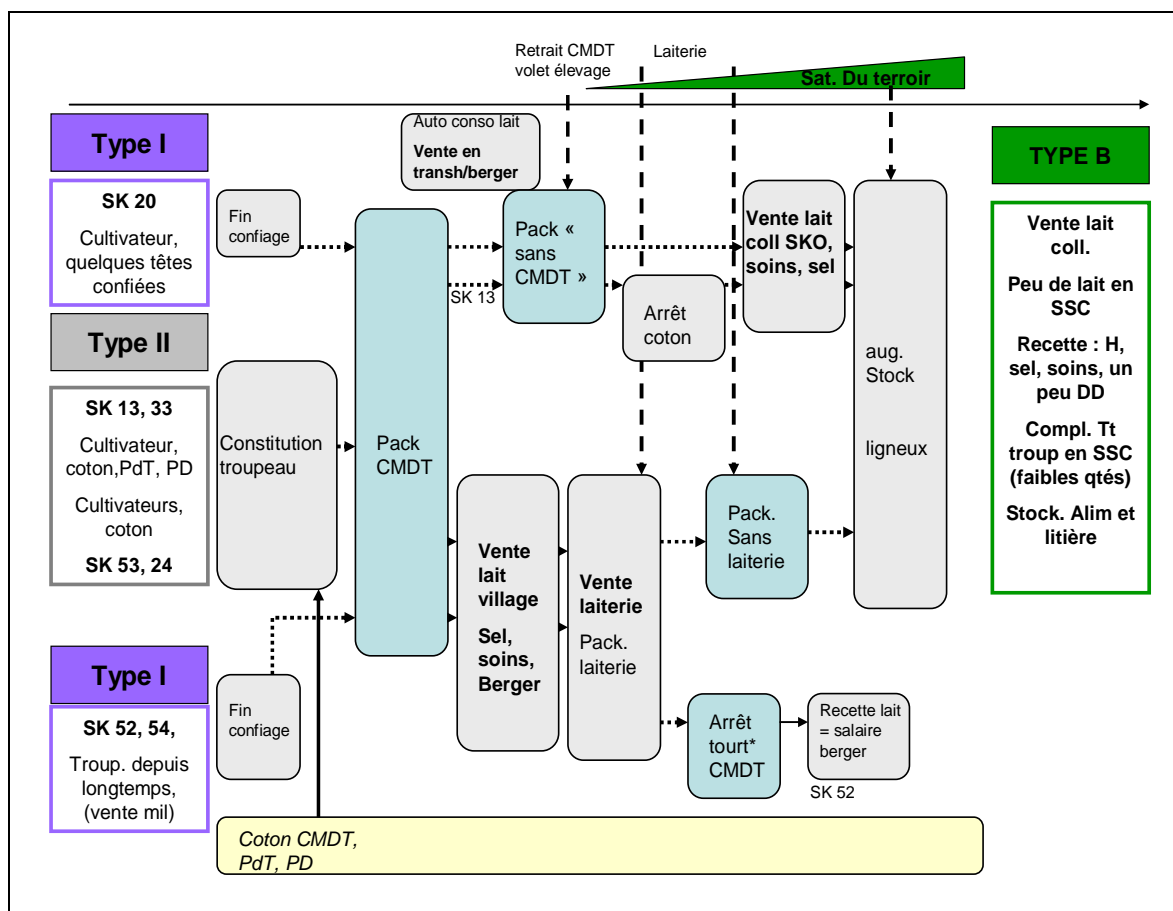 Retrait CMDT
volet élevage
Laiterie
Sat. Du terroir
Type I
SK 20
Cultivateur,
quelques têtes
confiées
Type II
SK 13, 33
Cultivateur,
coton,PdT, PD
Cultivateurs,
coton
SK 53, 24
Type I
SK 52, 54,
Troup. depuis
longtemps,
(vente mil)
Fin
confiage
Constitution
troupeau
Fin
confiage
Pack
CMDT
Auto conso lait
Vente en
transh/berger
SK 13
Pack «
sans
CMDT »
Arrêt
coton
Vente lait
coll SKO,
soins, sel
Vente
lait
village
Sel,
soins,
Berger
Vente
laiterie
Pack.
laiterie
Pack.
Sans
laiterie
Arrêt
tourt*
CMDT
Recette lait
= salaire
berger
SK 52
aug.
Stock
ligneux
TYPE B
Vente lait
coll.
Peu de lait en
SSC
Recette : H,
sel, soins, un
peu DD
Compl. Tt
troup en SSC
(faibles qtés)
Stock. Alim et
litière
Coton CMDT,
PdT, PD